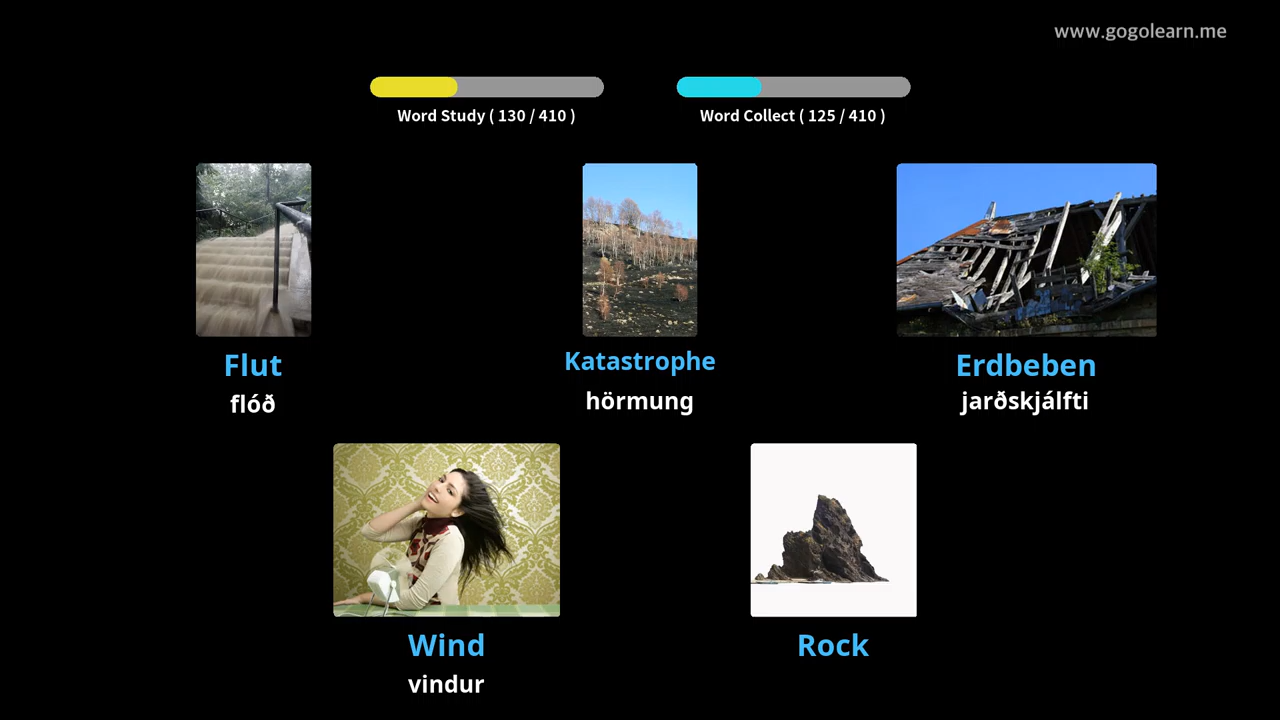 www.gogolearn.me
Word Study ( 130 / 410 )
Word Collect ( 125 / 410 )
Flut
flóð
Katastrophe
hörmung
Erdbeben
jarðskjálfti
Wind
vindur
Rock